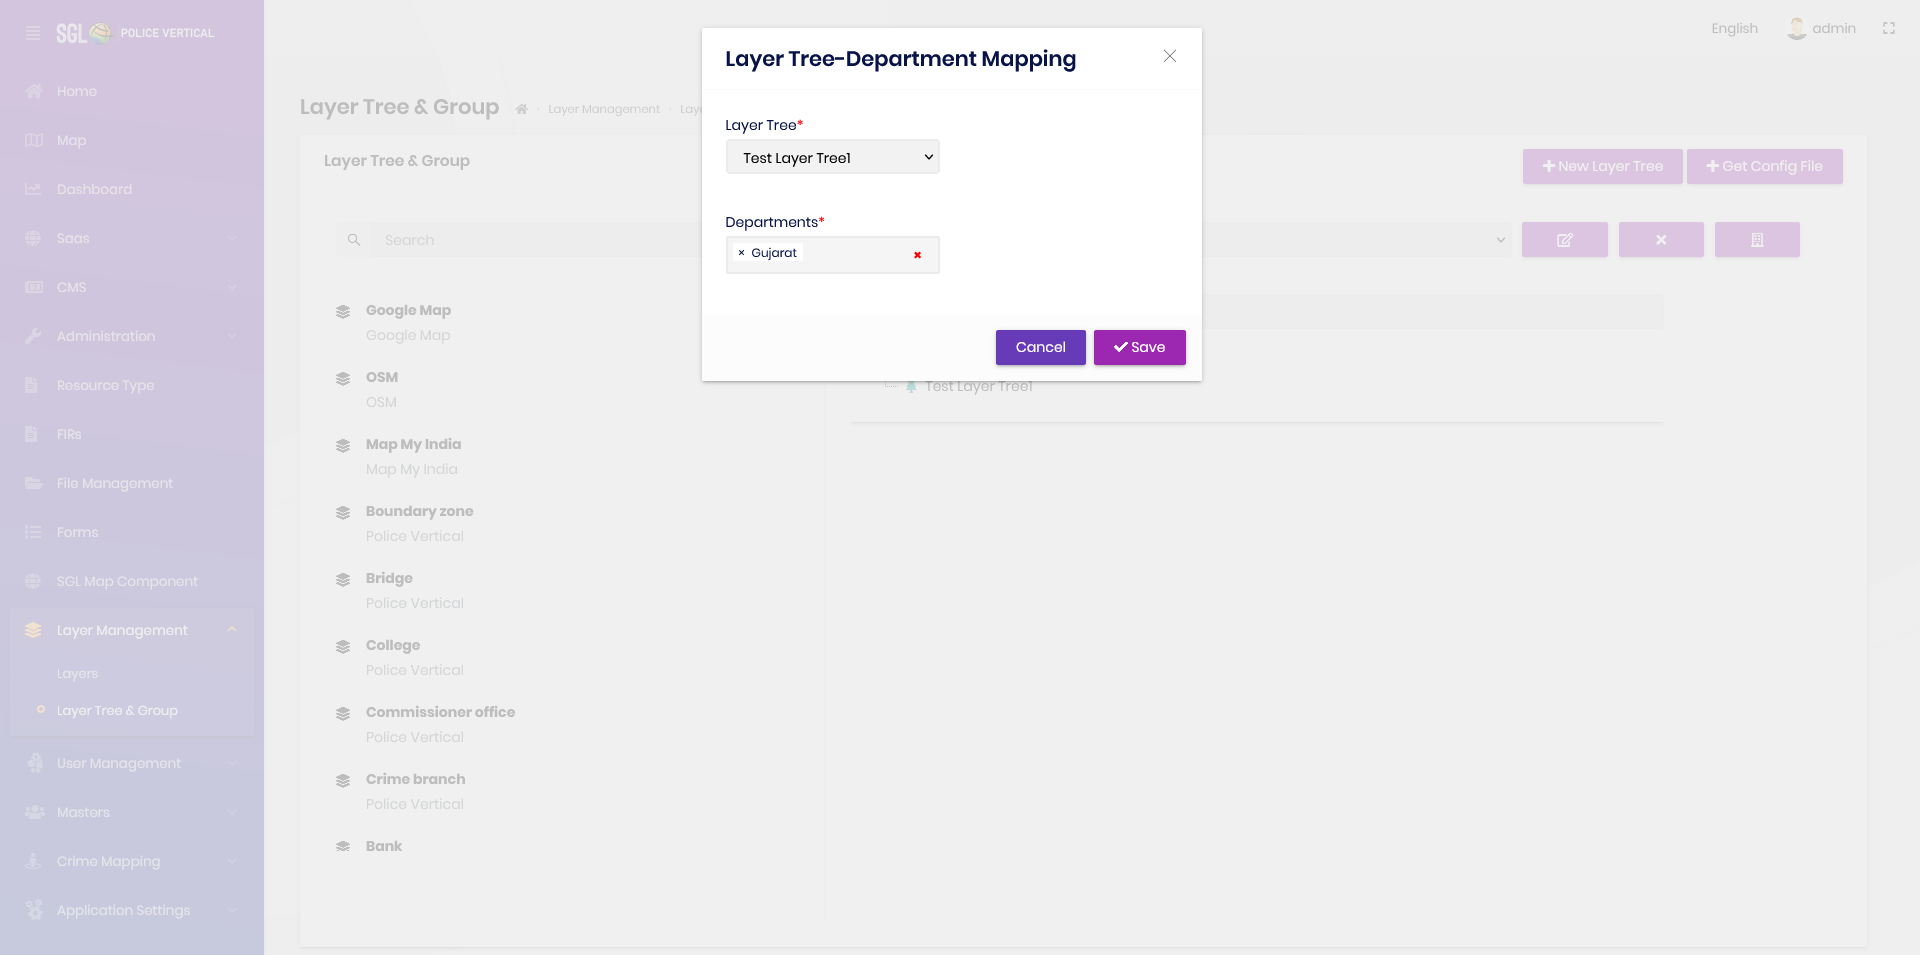 SGL POLICE VERTICAL
Home
Map
Dashboard
Saas
CMS
Administration
Resource Type
FIRs
File Management
Forms
SGL Map Component
Layer Management
Layers
Layer Tree & Group
User Management
Masters
Crime Mapping
Application Settings
English
admin
Layer Tree & Group
Layer Management
Layer Tree & Group
New Layer Tree
Get Config File
Search
Google Map
Google Map
OSM
OSM
Map My India
Map My India
Boundary zone
Police Vertical
Bridge
Police Vertical
College
Police Vertical
Commissioner office
Police Vertical
Crime branch
Police Vertical
Bank
Test Layer Tree1
Layer Tree-Department Mapping
Layer Tree*
Test Layer Tree1
Departments*
× Gujarat
Cancel
Save